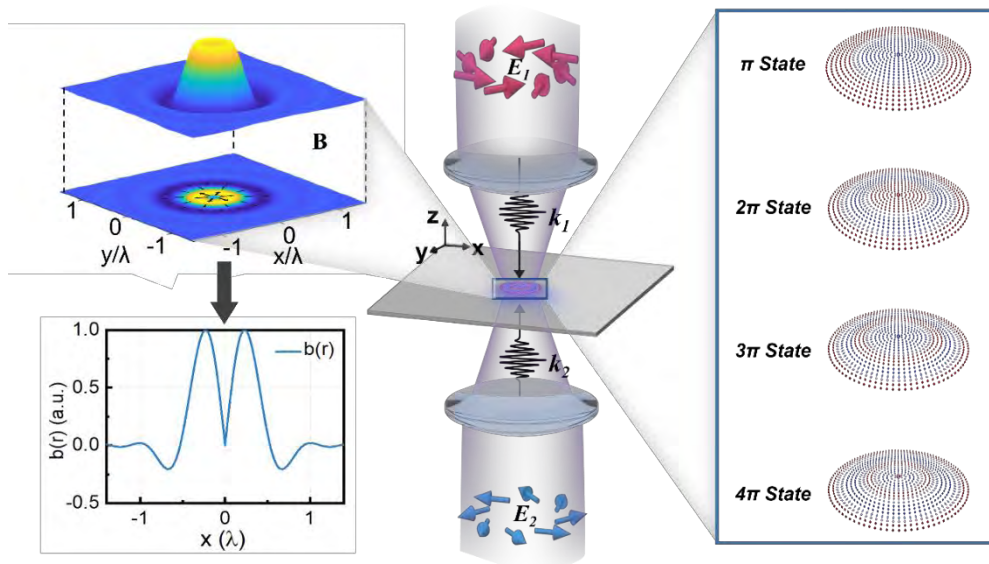 B
1
0
-1
y/λ
-1
0
1
x/λ
1.0
0.5
0.0
-0.5
b(r) (a.u.)
b(r)
-1
0
1
x (λ)
E1
k1
z
y
x
k2
E2
π State
2π State
3π State
4π State